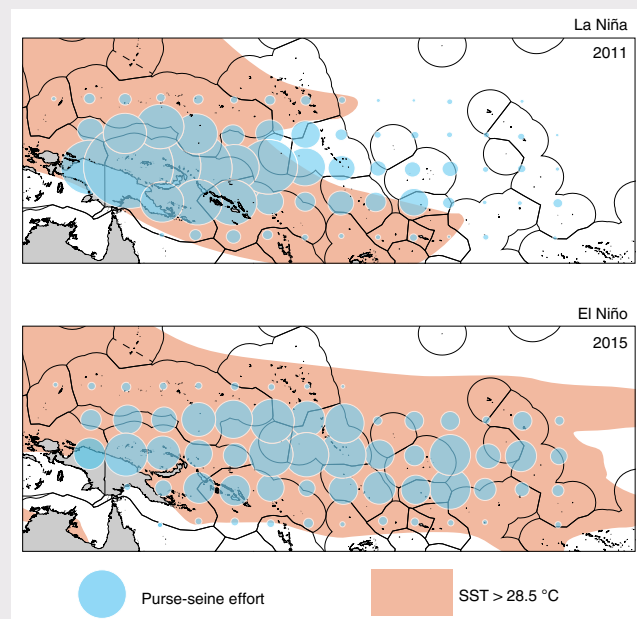 La Niña
2011
El Niño
2015
Purse-seine effort
SST > 28.5 °C